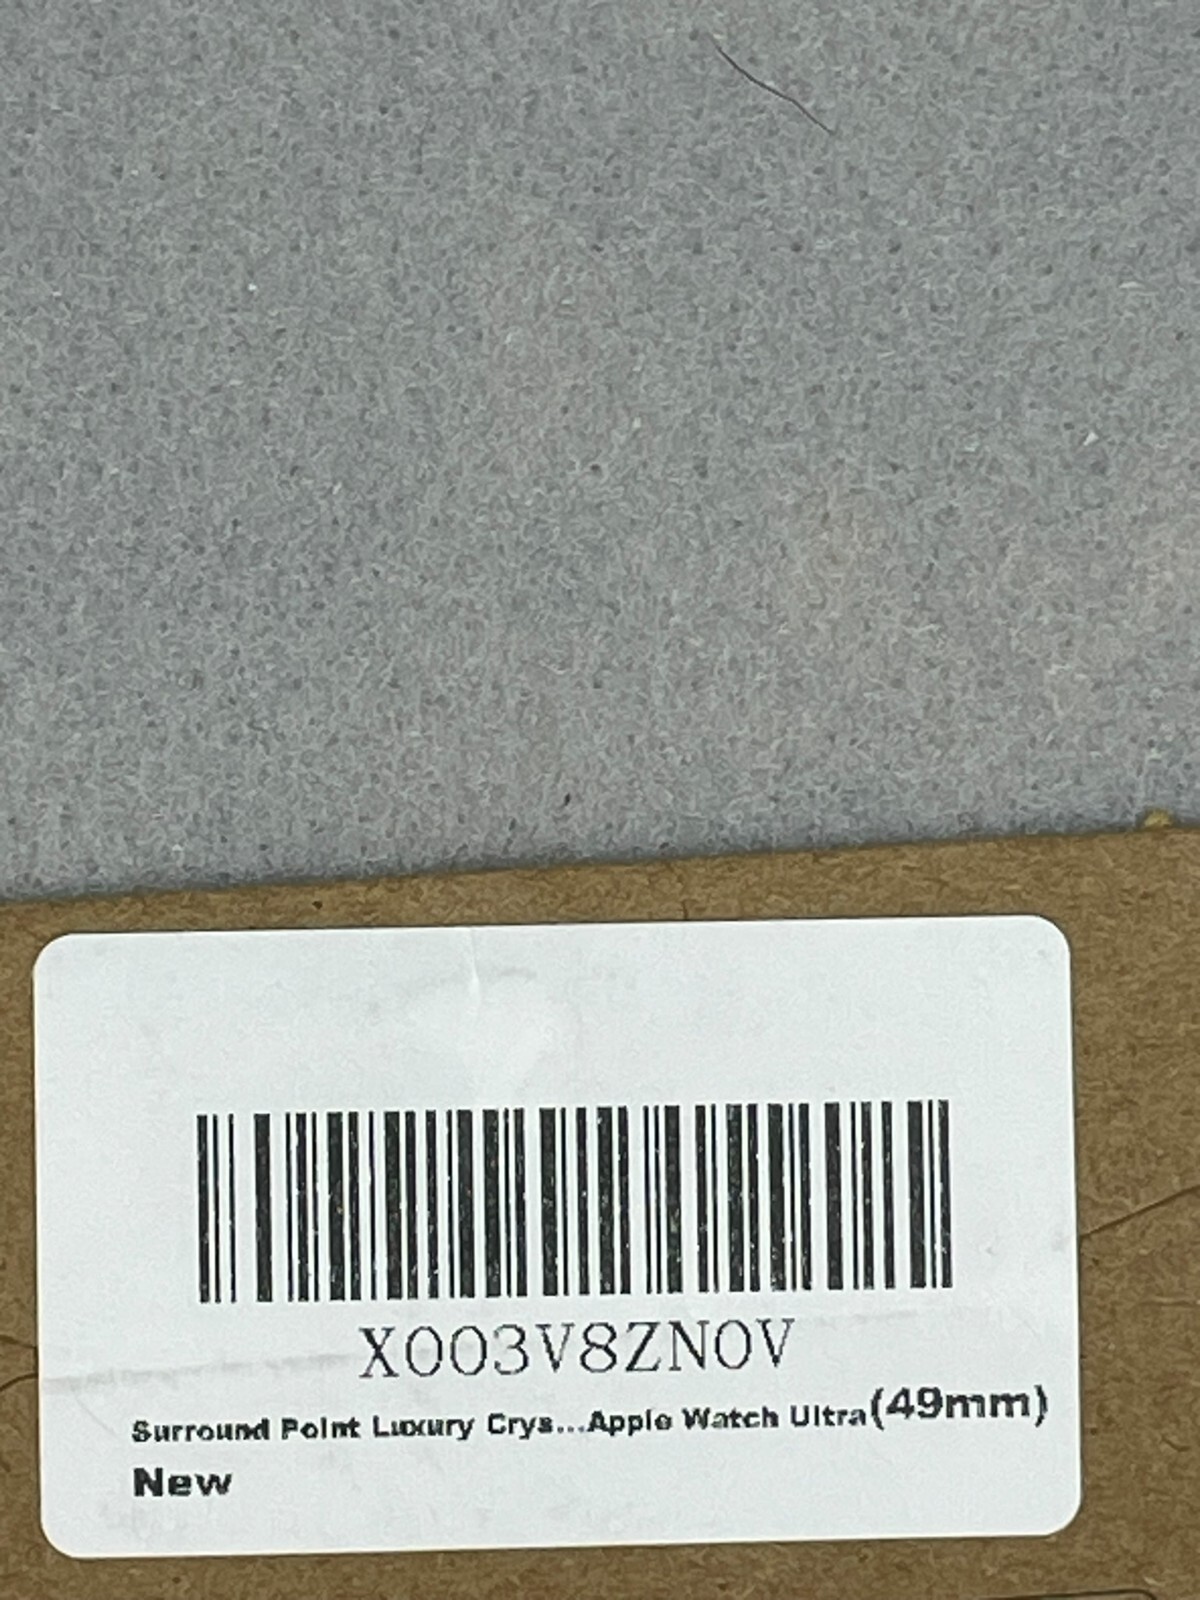 X003V8ZN0V
Surround Point Luxury Crys...Apple Watch Ultra(49mm)
New